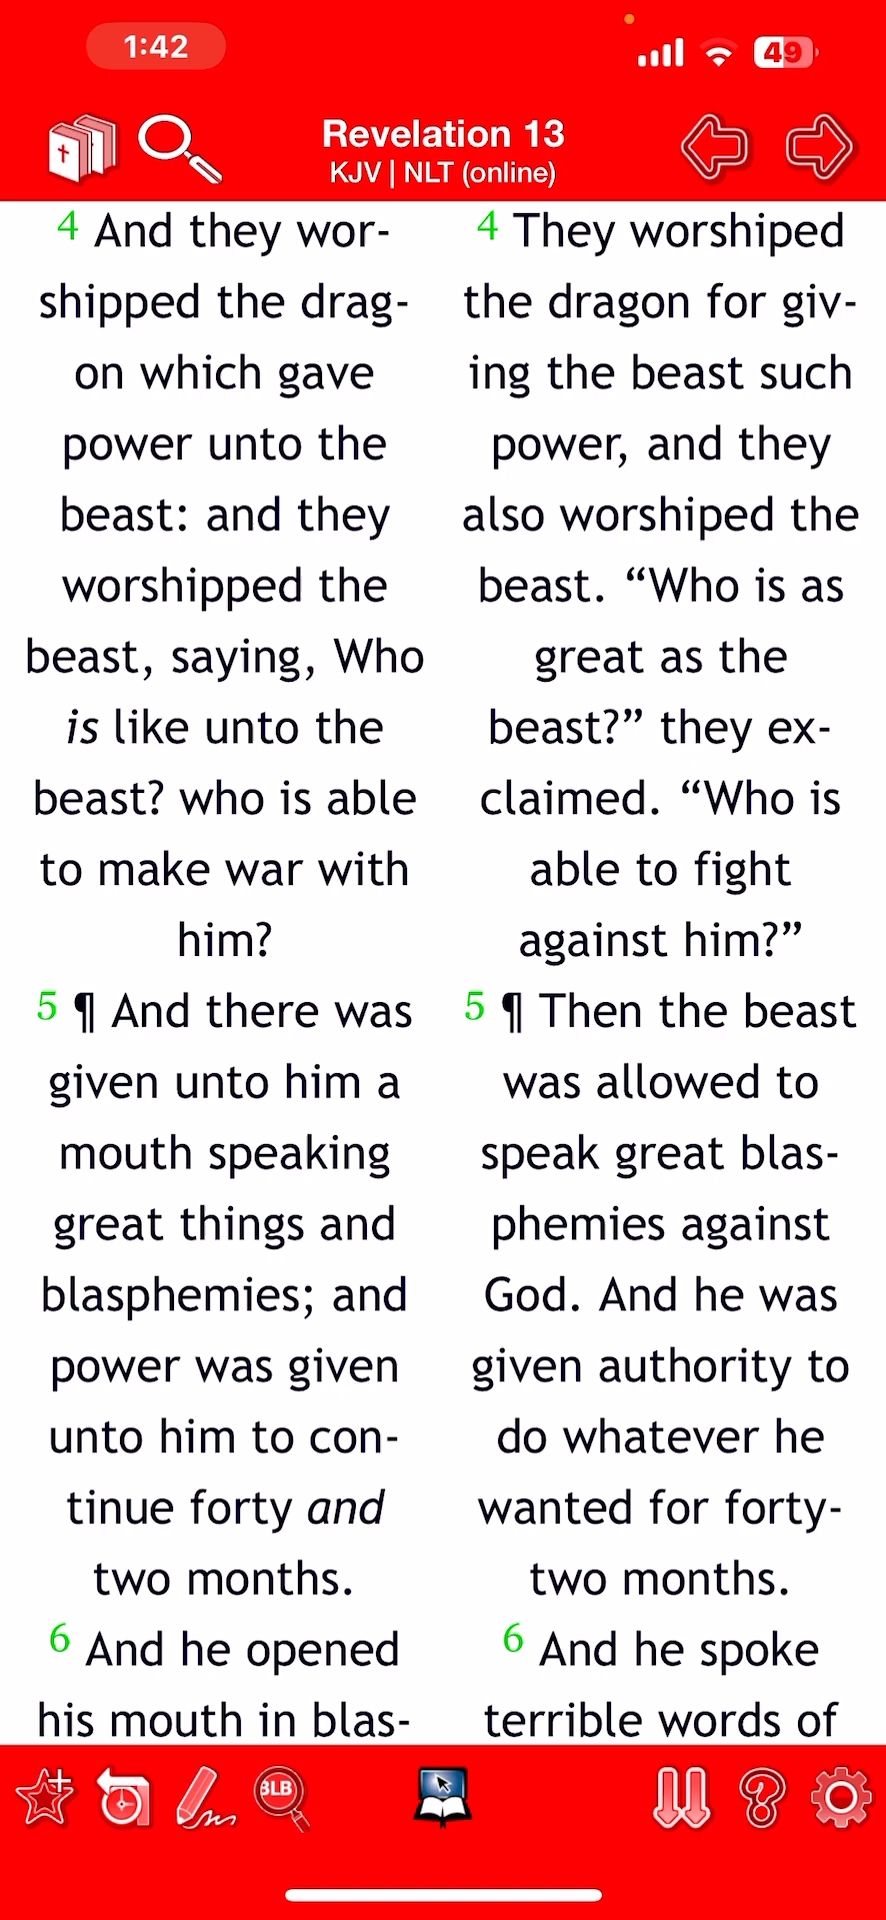 1:42
49
Revelation 13
KJV | NLT (online)
4 And they wor-
shipped the drag-
on which gave
power unto the
beast: and they
worshipped the
beast, saying, Who
is like unto the
beast? who is able
to make war with
him?
5 ¶ And there was
given unto him a
mouth speaking
great things and
blasphemies; and
power was given
unto him to con-
tinue forty and
two months.
6 And he opened
his mouth in blas-
4 They worshiped
the dragon for giv-
ing the beast such
power, and they
also worshiped the
beast. “Who is as
great as the
beast?” they ex-
claimed. “Who is
able to fight
against him?”
5 ¶ Then the beast
was allowed to
speak great blas-
phemies against
God. And he was
given authority to
do whatever he
wanted for forty-
two months.
6 And he spoke
terrible words of
BLB